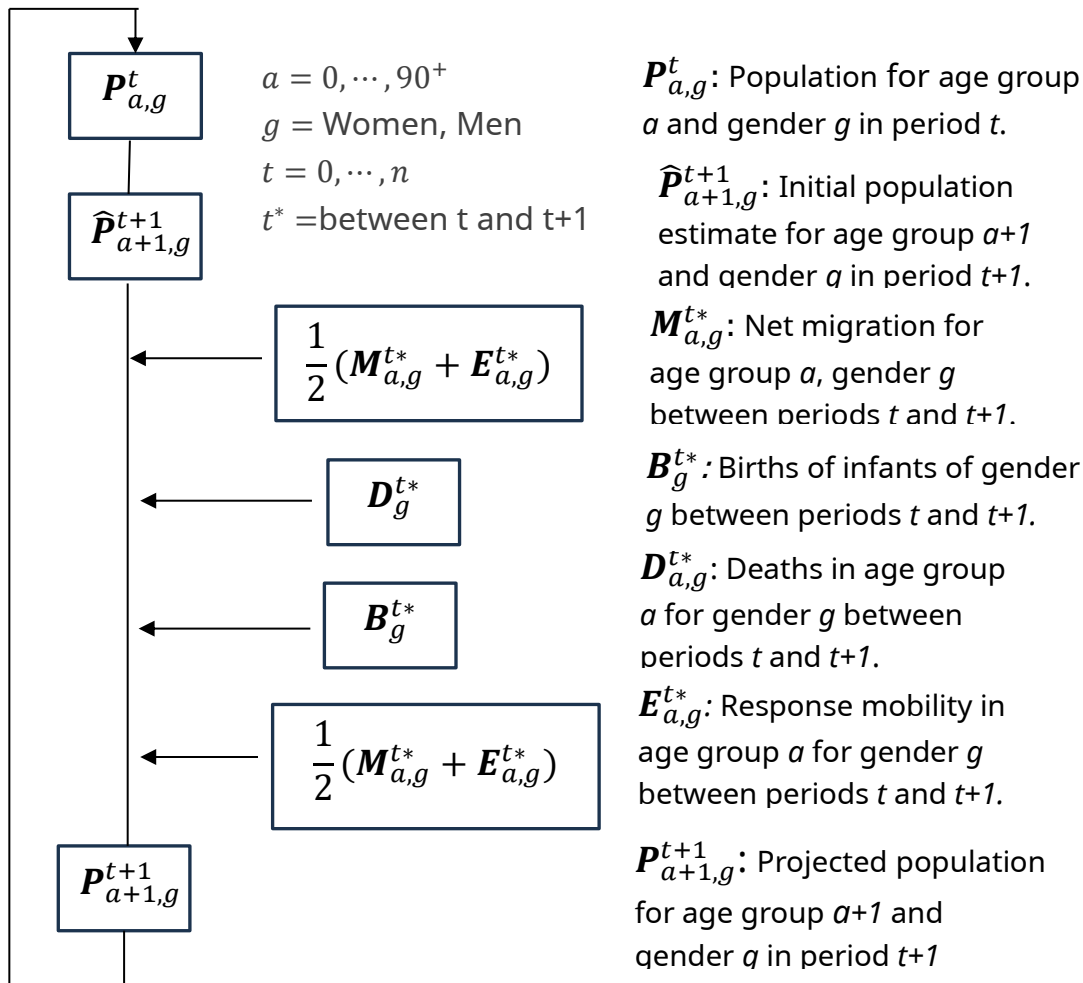 P^t_{a,g}
a = 0,⋯,90⁺
g = Women, Men
t = 0,⋯,n
t* =between t and t+1
P̂^{t+1}_{a+1,g}
1/2 (M^{t*}_{a,g} + E^{t*}_{a,g})
D^{t*}_g
B^{t*}_g
1/2 (M^{t*}_{a,g} + E^{t*}_{a,g})
P^{t+1}_{a+1,g}
P^t_{a,g}: Population for age group
a and gender g in period t.
P̂^{t+1}_{a+1,g}: Initial population
estimate for age group a+1
and gender g in period t+1.
M^{t*}_{a,g}: Net migration for
age group a, gender g
between periods t and t+1.
B^{t*}_g: Births of infants of gender
g between periods t and t+1.
D^{t*}_{a,g}: Deaths in age group
a for gender g between
periods t and t+1.
E^{t*}_{a,g}: Response mobility in
age group a for gender g
between periods t and t+1.
P^{t+1}_{a+1,g}: Projected population
for age group a+1 and
gender g in period t+1